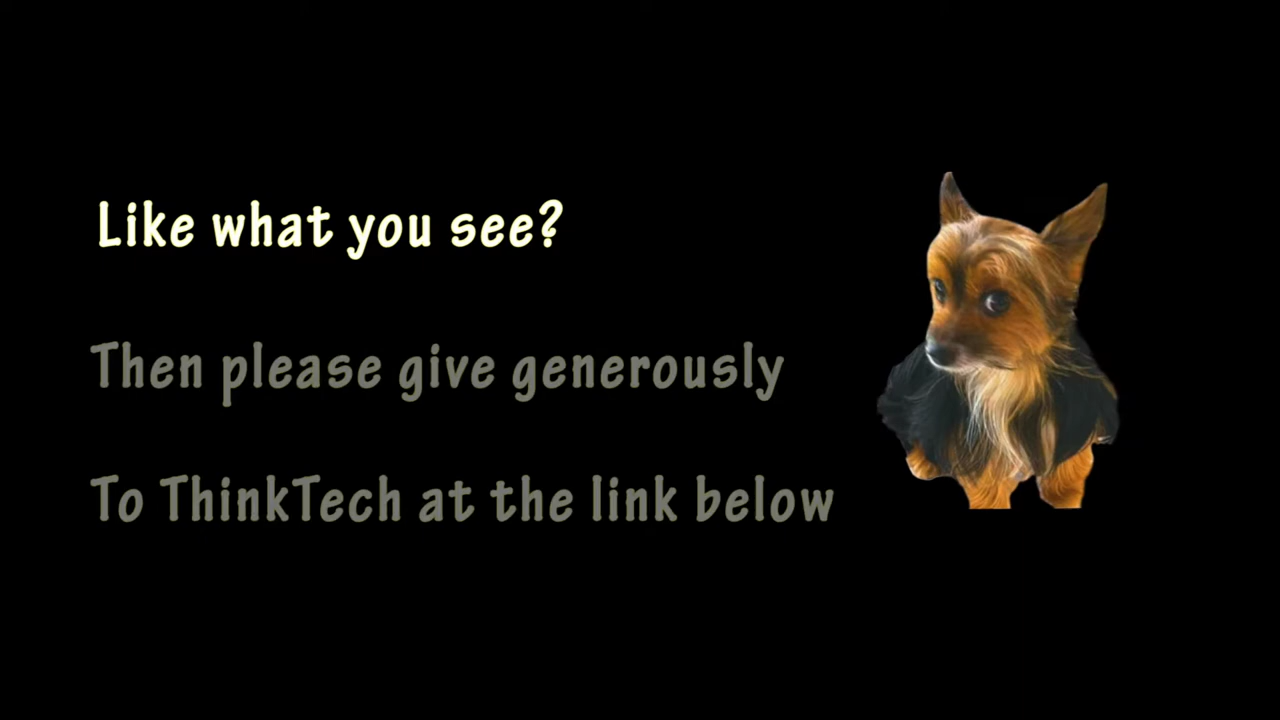 Like what you see?
Then please give generously
To ThinkTech at the link below